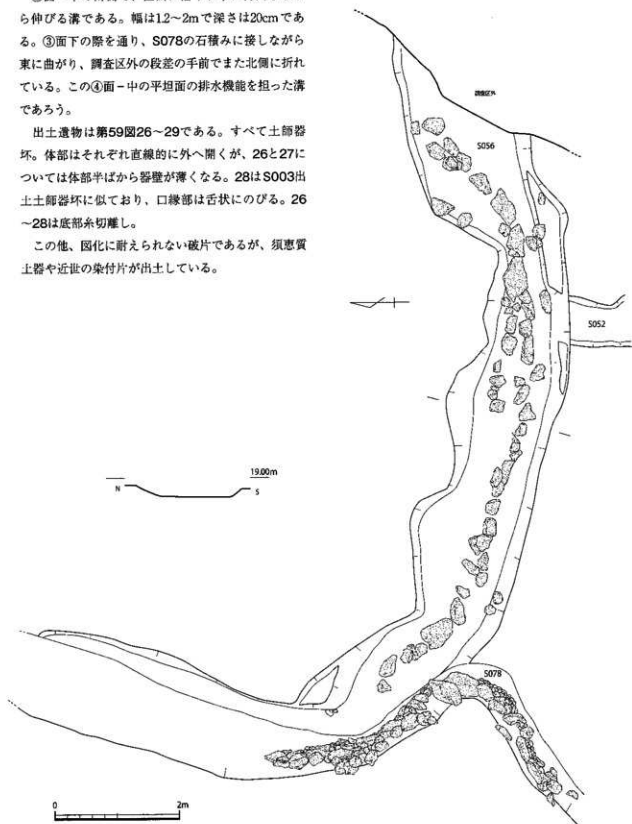 ら伸びる溝である。幅は1.2〜2mで深さは20cmであ
る。③面下の際を通り、S078の石積みに接しながら
東に曲がり、調査区外の段差の手前でまた北側に折れ
ている。この④面−中の平坦面の排水機能を担った溝
であろう。
出土遺物は第59図26〜29である。すべて土師器
坏。体部はそれぞれ直線的に外へ開くが、26と27に
ついては体部半ばから器壁が薄くなる。28はS003出
土土師器坏に似ており、口縁部は舌状にのびる。26
〜28は底部糸切離し。
この他、図化に耐えられない破片であるが、須恵質
土器や近世の染付片が出土している。
調査区外
S056
S052
19.00m
N
S
S078
0
2m